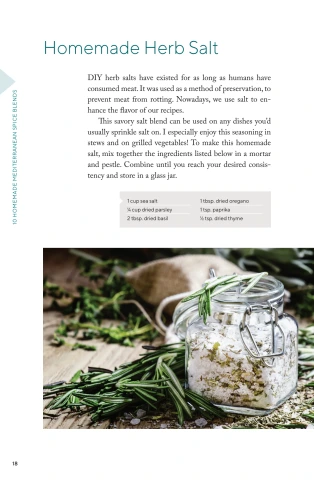 Homemade Herb Salt
DIY herb salts have existed for as long as humans have
consumed meat. It was used as a method of preservation, to
prevent meat from rotting. Nowadays, we use salt to en-
hance the flavor of our recipes.
This savory salt blend can be used on any dishes you'd
usually sprinkle salt on. I especially enjoy this seasoning in
stews and on grilled vegetables! To make this homemade
salt, mix together the ingredients listed below in a mortar
and pestle. Combine until you reach your desired consis-
tency and store in a glass jar.
1 cup sea salt
¼ cup dried parsley
2 tbsp. dried basil
1 tbsp. dried oregano
1 tsp. paprika
½ tsp. dried thyme
10 HOMEMADE MEDITERRANEAN SPICE BLENDS
18